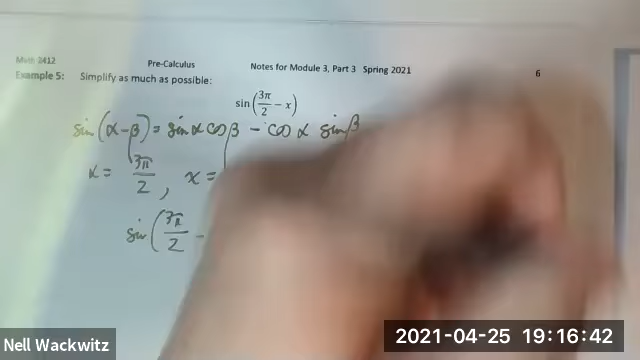 Math 2412 Pre-Calculus Notes for Module 3, Part 3 Spring 2021
6
Example 5: Simplify as much as possible:
sin(3π/2 − x)
sin(α−β) = sin α cos β − cos α sin β
α = 3π/2, x =
sin(3π/2 −
Nell Wackwitz
2021-04-25 19:16:42